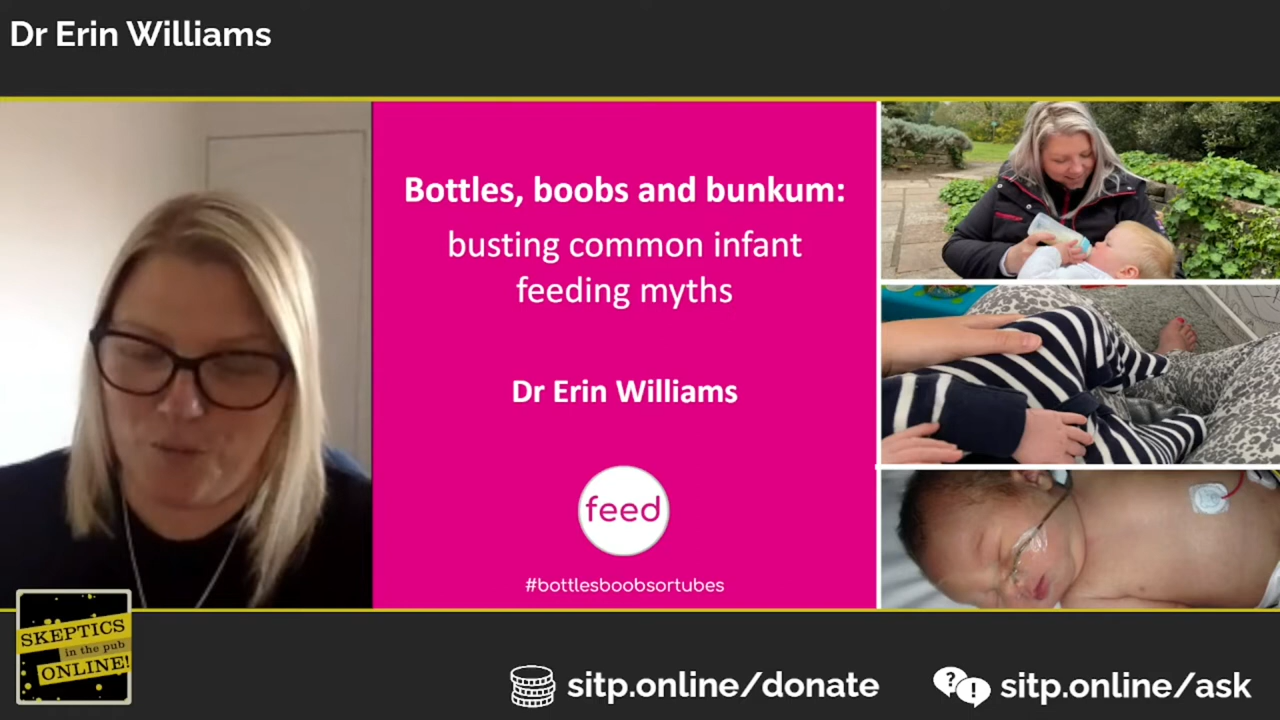 Dr Erin Williams
Bottles, boobs and bunkum:
busting common infant
feeding myths
Dr Erin Williams
feed
#bottlesboobsortubes
SKEPTICS
in the pub
ONLINE!
sitp.online/donate
? !
sitp.online/ask